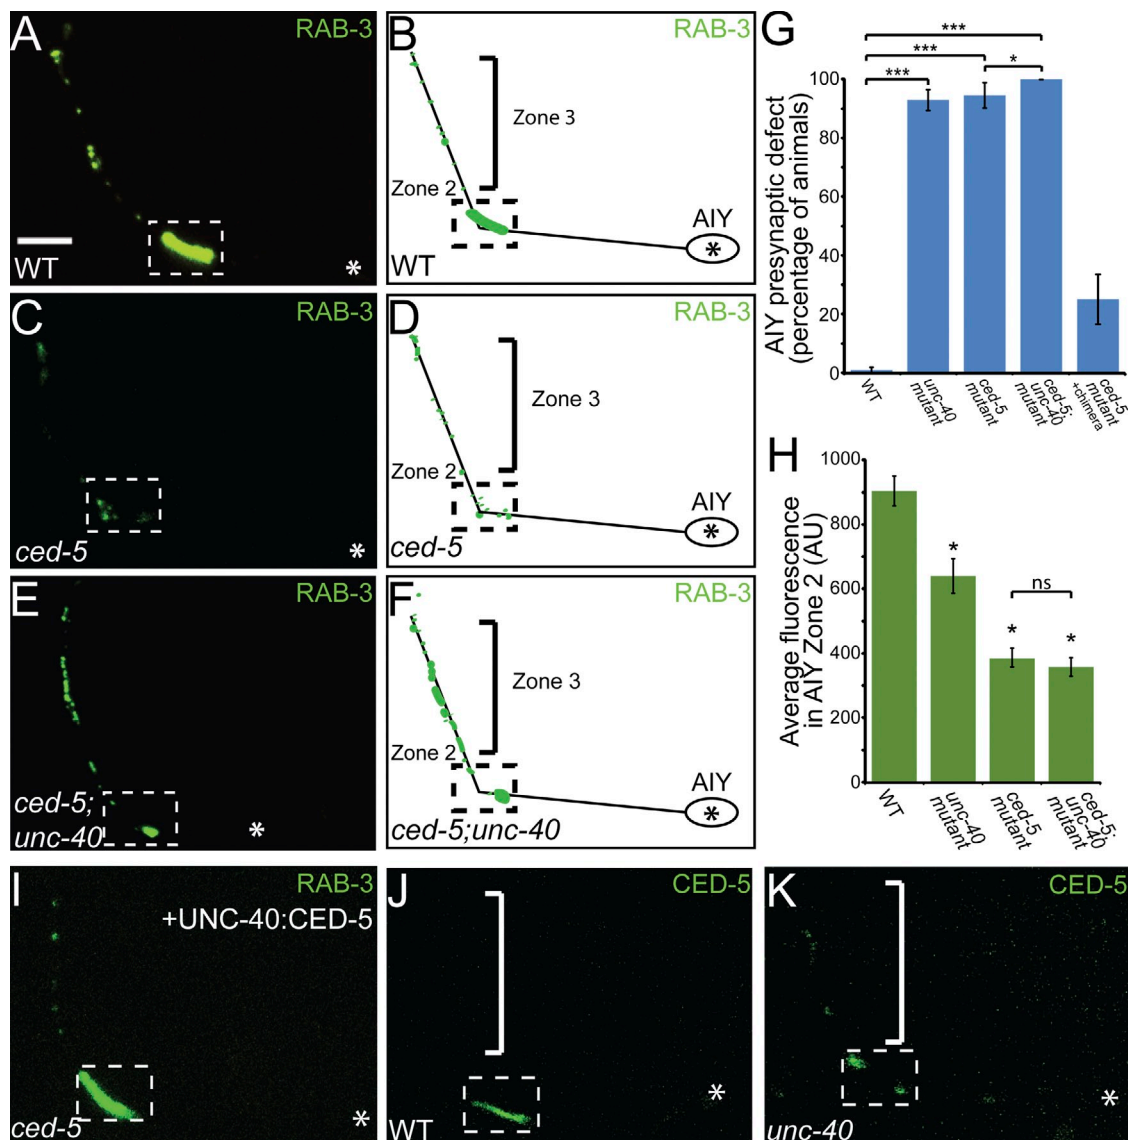 A
RAB-3
WT
*
B
RAB-3
Zone 3
Zone 2
AIY
*
WT
C
RAB-3
ced-5
*
D
RAB-3
Zone 3
Zone 2
AIY
*
ced-5
E
RAB-3
ced-5;
unc-40
*
F
RAB-3
Zone 3
Zone 2
AIY
*
ced-5;unc-40
G
***
***
*
***
AIY presynaptic defect
(percentage of animals)
100
80
60
40
20
0
WT
unc-40
mutant
ced-5
mutant
ced-5;
unc-40
mutant
ced-5
mutant
+chimera
H
Average fluorescence
in AIY Zone 2 (AU)
1000
800
600
400
200
0
*
ns
*
*
WT
unc-40
mutant
ced-5
mutant
ced-5;
unc-40
mutant
I
RAB-3
+UNC-40:CED-5
ced-5
*
J
CED-5
WT
*
K
CED-5
unc-40
*